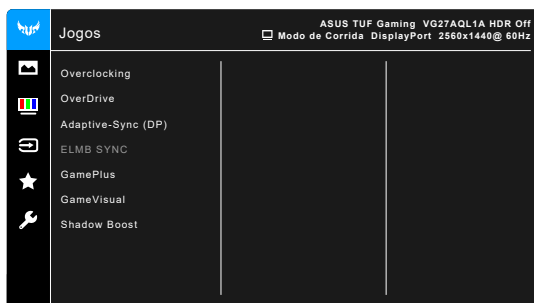 Jogos
ASUS TUF Gaming VG27AQL1A HDR Off
Modo de Corrida DisplayPort 2560x1440@ 60Hz
Overclocking
OverDrive
Adaptive-Sync (DP)
ELMB SYNC
GamePlus
GameVisual
Shadow Boost